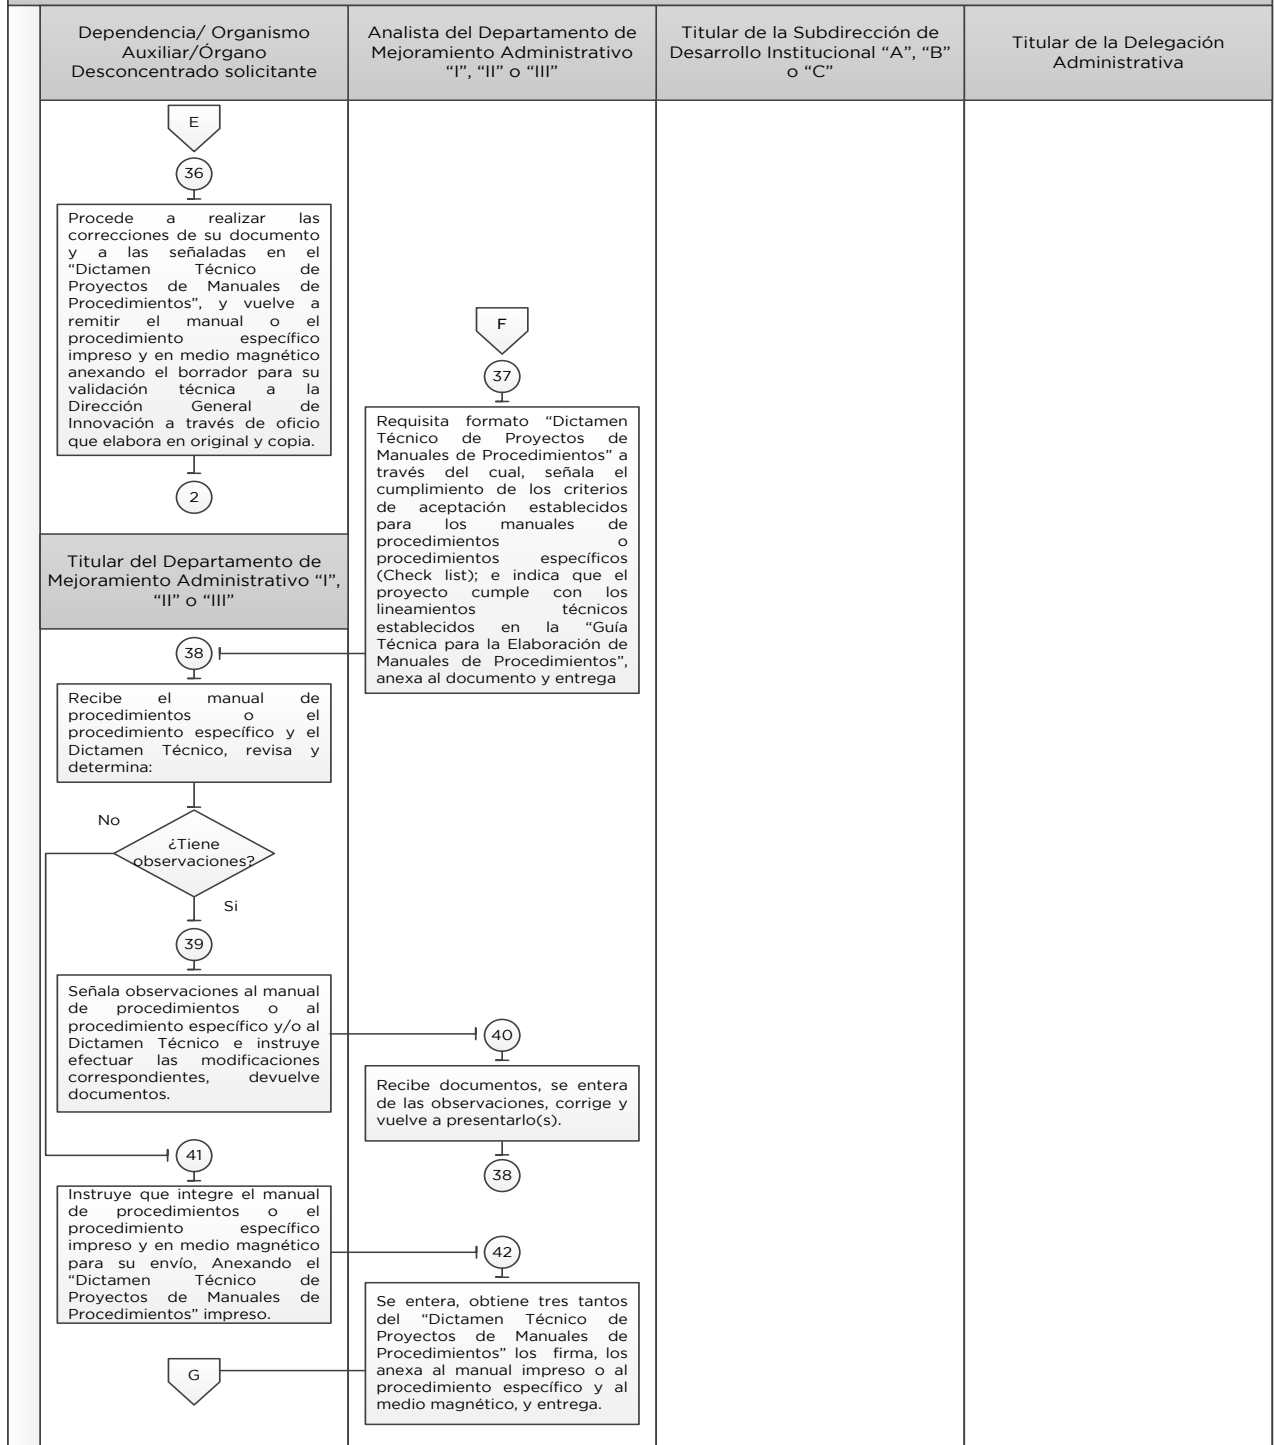 Dependencia/ Organismo
Auxiliar/Órgano
Desconcentrado solicitante
Analista del Departamento de
Mejoramiento Administrativo
“I”, “II” o “III”
Titular de la Subdirección de
Desarrollo Institucional “A”, “B”
o “C”
Titular de la Delegación
Administrativa
E
36
Procede a realizar las
correcciones de su documento
y a las señaladas en el
“Dictamen Técnico de
Proyectos de Manuales de
Procedimientos”, y vuelve a
remitir el manual o el
procedimiento específico
impreso y en medio magnético
anexando el borrador para su
validación técnica a la
Dirección General de
Innovación a través de oficio
que elabora en original y copia.
2
F
37
Requisita formato “Dictamen
Técnico de Proyectos de
Manuales de Procedimientos” a
través del cual, señala el
cumplimiento de los criterios
de aceptación establecidos
para los manuales de
procedimientos o
procedimientos específicos
(Check list); e indica que el
proyecto cumple con los
lineamientos técnicos
establecidos en la “Guía
Técnica para la Elaboración de
Manuales de Procedimientos”,
anexa al documento y entrega
Titular del Departamento de
Mejoramiento Administrativo “I”,
“II” o “III”
38
Recibe el manual de
procedimientos o el
procedimiento específico y el
Dictamen Técnico, revisa y
determina:
No
¿Tiene
observaciones?
Si
39
Señala observaciones al manual
de procedimientos o al
procedimiento específico y/o al
Dictamen Técnico e instruye
efectuar las modificaciones
correspondientes, devuelve
documentos.
40
Recibe documentos, se entera
de las observaciones, corrige y
vuelve a presentarlo(s).
38
41
Instruye que integre el manual
de procedimientos o el
procedimiento específico
impreso y en medio magnético
para su envío, Anexando el
“Dictamen Técnico de
Proyectos de Manuales de
Procedimientos” impreso.
42
Se entera, obtiene tres tantos
del “Dictamen Técnico de
Proyectos de Manuales de
Procedimientos” los firma, los
anexa al manual impreso o al
procedimiento específico y al
medio magnético, y entrega.
G